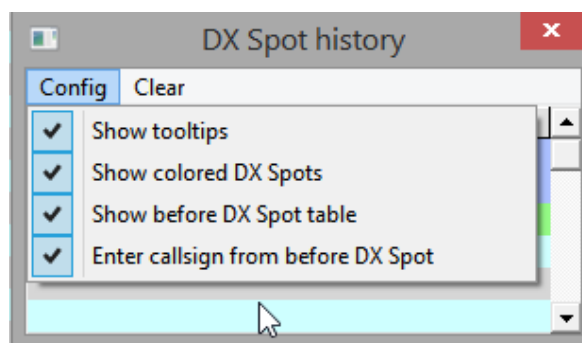 DX Spot history
Config Clear
Show tooltips
Show colored DX Spots
Show before DX Spot table
Enter callsign from before DX Spot